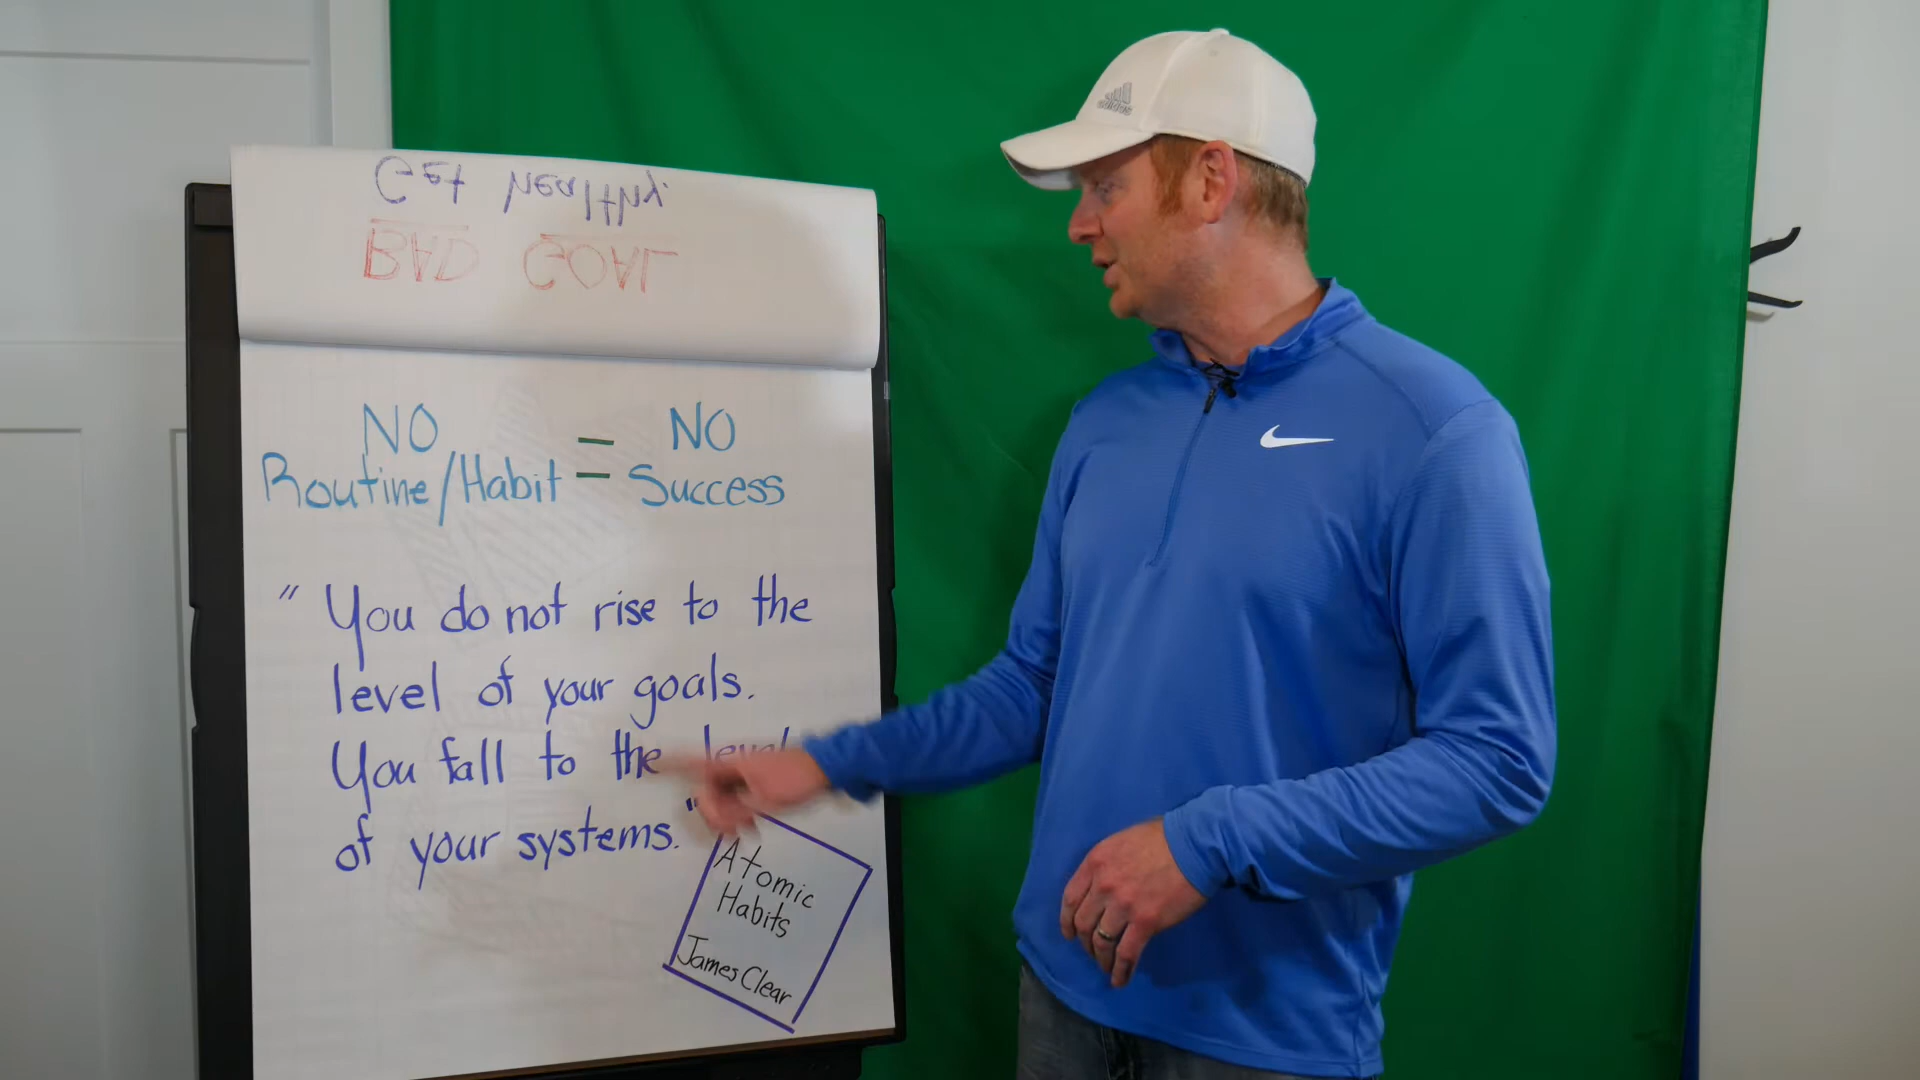 Get Healthy.
BAD GOAL
NO = NO
Routine/Habit Success
" You do not rise to the
level of your goals.
You fall to the level
of your systems."
Atomic
Habits
James Clear
adidas